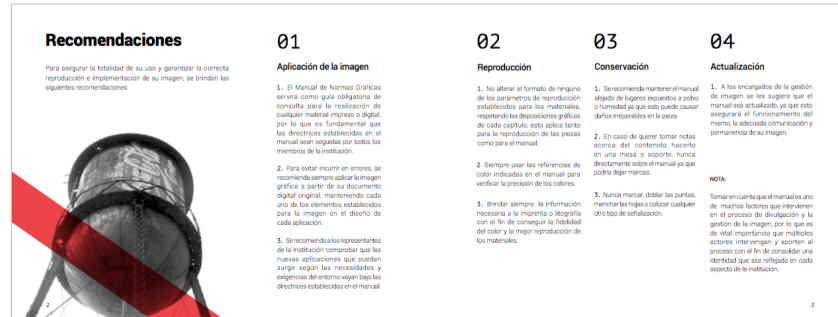 Recomendaciones
Para asegurar la totalidad de su uso y garantizar la correcta
reproducción e implementación de su imagen, se brindan las
siguientes recomendaciones:
2
01
Aplicación de la imagen
1. El Manual de Normas Gráficas
servirá como guía obligatoria de
consulta para la realización de
cualquier material impreso o digital,
por lo que es fundamental que
las directrices establecidas en el
manual sean seguidas por todos los
miembros de la institución.
2. Para evitar incurrir en errores, se
recomienda siempre aplicar la imagen
gráfica a partir de su documento
digital original, manteniendo cada
uno de los elementos establecidos
para la imagen en el diseño de
cada aplicación.
3. Se recomienda a los representantes
de la institución comprobar que las
nuevas aplicaciones que puedan
surgir según las necesidades y
exigencias del entorno vayan bajo las
directrices establecidas en el manual
02
Reproducción
1. No alterar el formato de ninguno
de los parámetros de reproducción
establecidos para los materiales,
respetando las disposiciones gráficas
de cada capítulo, esto aplica tanto
para la reproducción de las piezas
como para el manual.
2 Siempre usar las referencias de
color indicadas en el manual para
verificar la precisión de los colores.
3. Brindar siempre la información
necesaria a la imprenta o litografía
con el fin de conseguir la fidelidad
del color y la mejor reproducción de
los materiales.
03
Conservación
1. Se recomienda mantener el manual
alejado de lugares expuestos a polvo
o humedad ya que esto puede causar
daños irreparables en la pieza
2. En caso de querer tomar notas
acerca del contenido hacerlo
en una mesa o soporte, nunca
directamente sobre el manual ya que
podría dejar marcas.
3. Nunca marcar, doblar las puntas,
manchar las hojas o colocar cualquier
otro tipo de señalización.
04
Actualización
1. A los encargados de la gestión
de imagen se les sugiere que el
manual sea actualizado, ya que esto
asegurará el funcionamiento del
mismo, la adecuada comunicación y
permanencia de su imagen.
NOTA:
Tomar en cuenta que el manual es uno
de muchos factores que intervienen
en el proceso de divulgación y la
gestión de la imagen, por lo que es
de vital importancia que múltiples
actores intervengan y aporten al
proceso con el fin de consolidar una
identidad que sea reflejada en cada
aspecto de la institución.
3